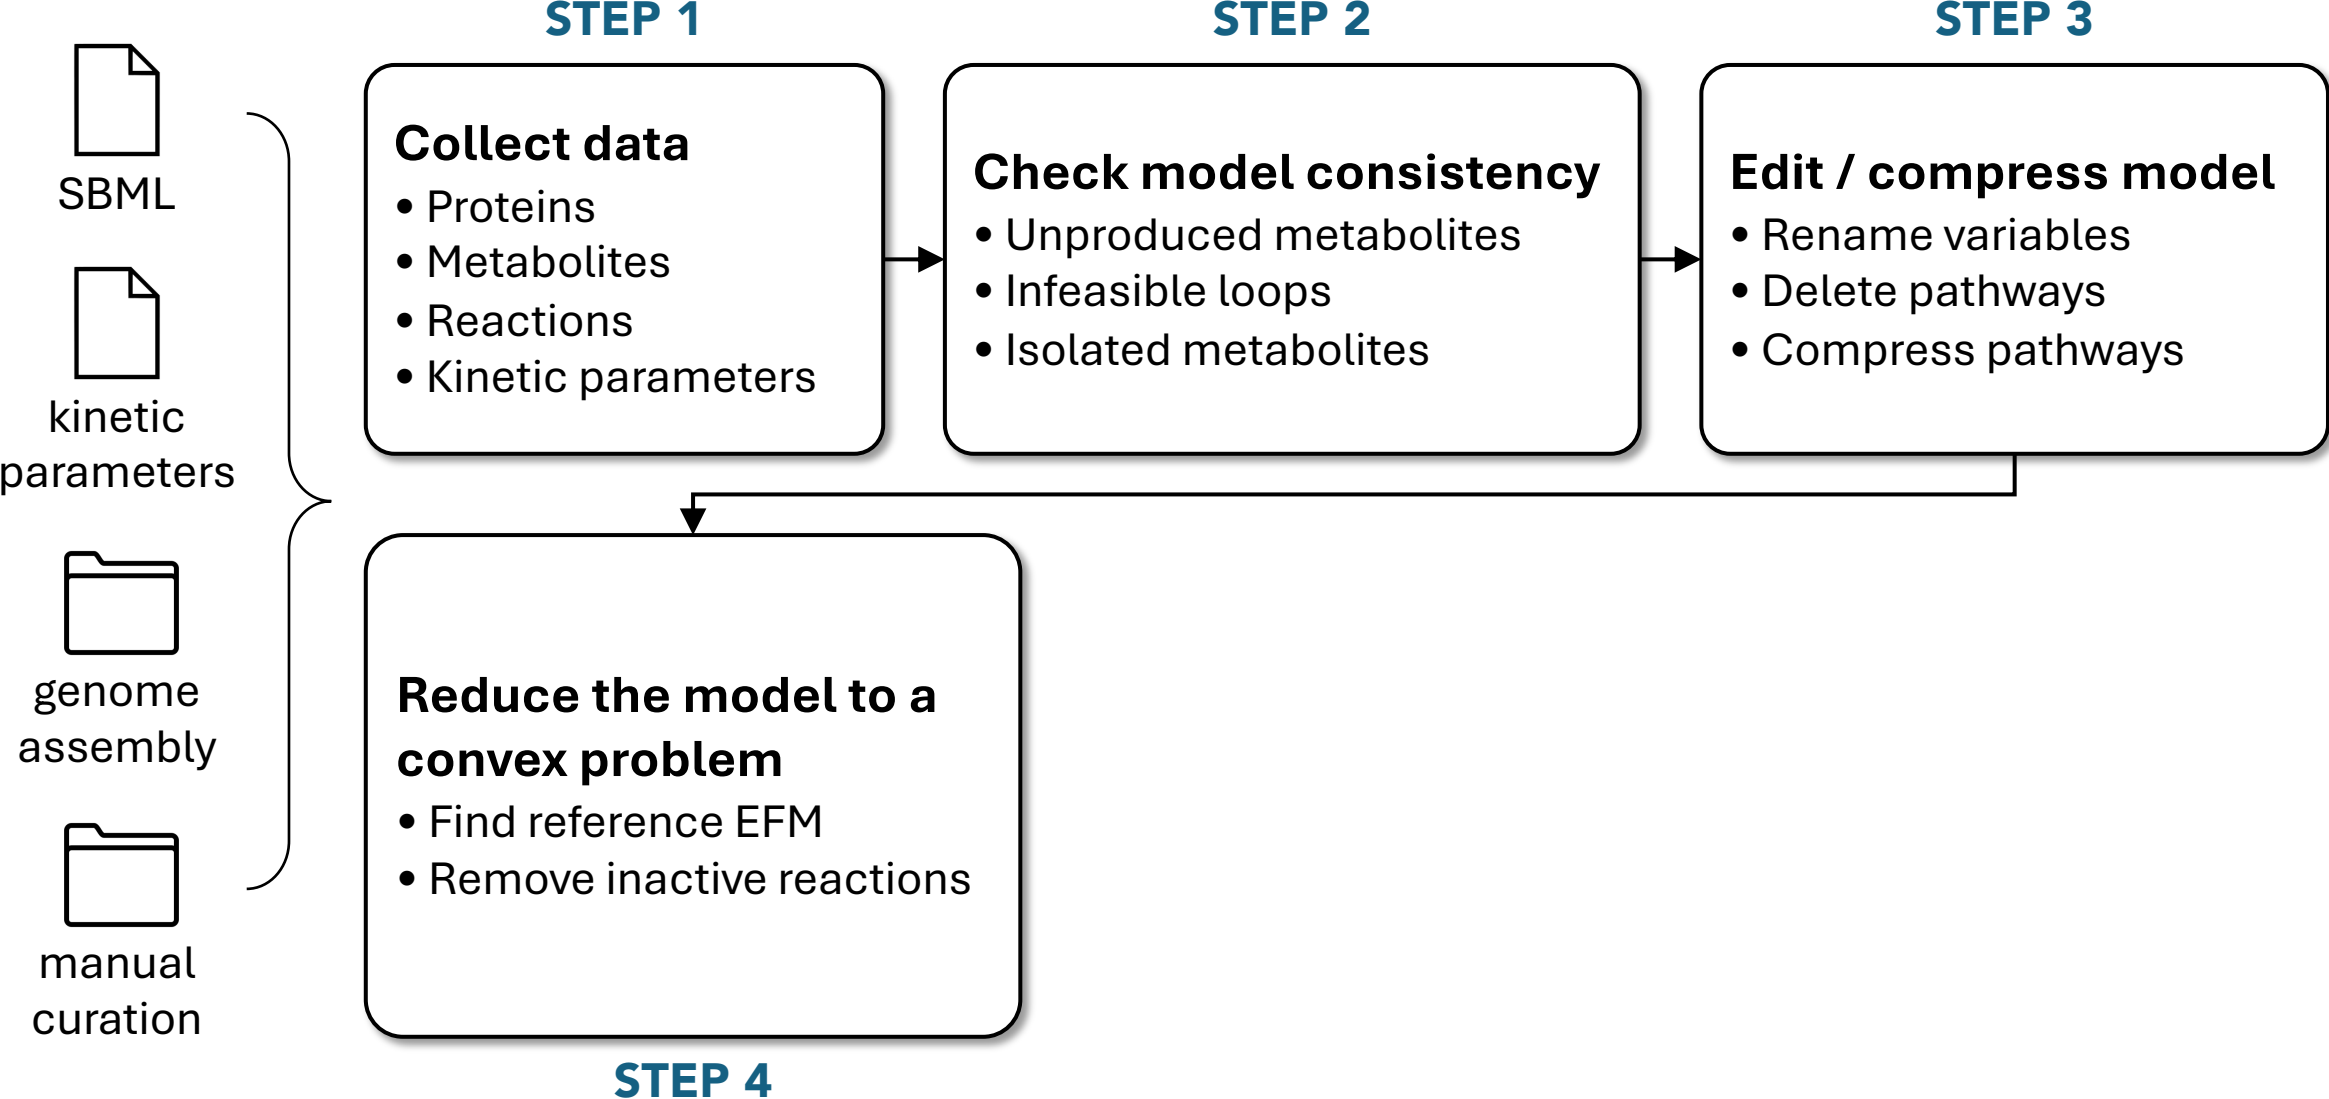 SBML
kinetic
parameters
genome
assembly
manual
curation
STEP 1
Collect data
• Proteins
• Metabolites
• Reactions
• Kinetic parameters
STEP 2
Check model consistency
• Unproduced metabolites
• Infeasible loops
• Isolated metabolites
STEP 3
Edit / compress model
• Rename variables
• Delete pathways
• Compress pathways
Reduce the model to a
convex problem
• Find reference EFM
• Remove inactive reactions
STEP 4